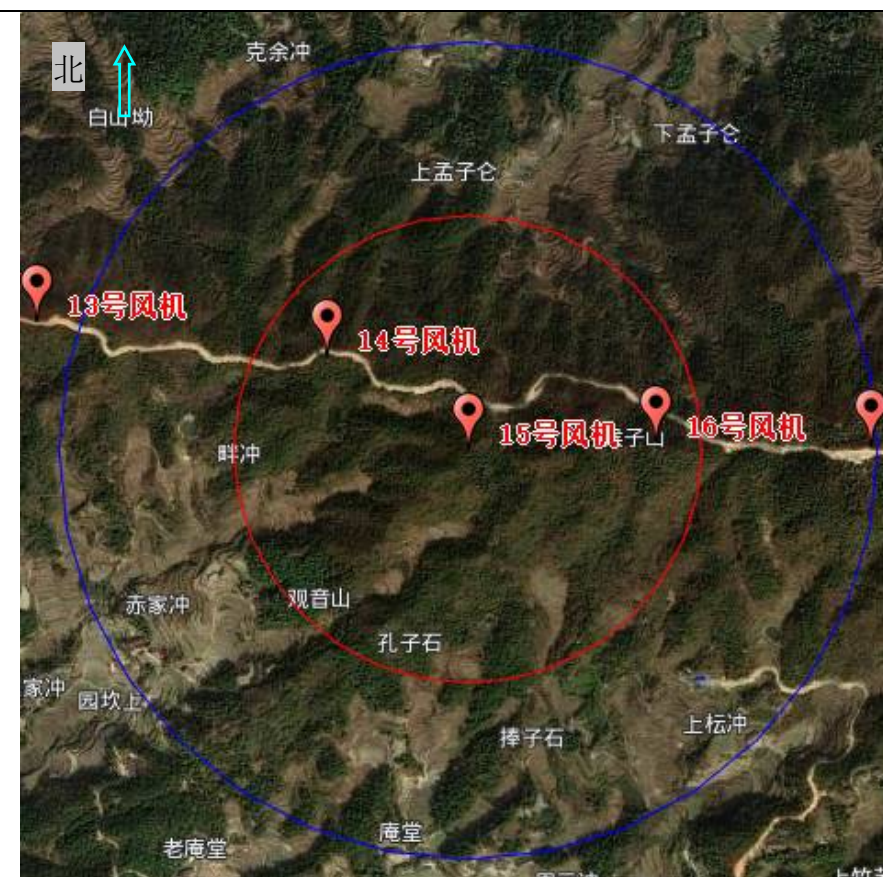 北
克余冲
白山坳
下孟子仑
上孟子仑
13号风机
14号风机
15号风机
子山
16号风机
畔冲
赤家冲
观音山
孔子石
家冲
园坎上
捧子石
上枟冲
庵堂
老庵堂